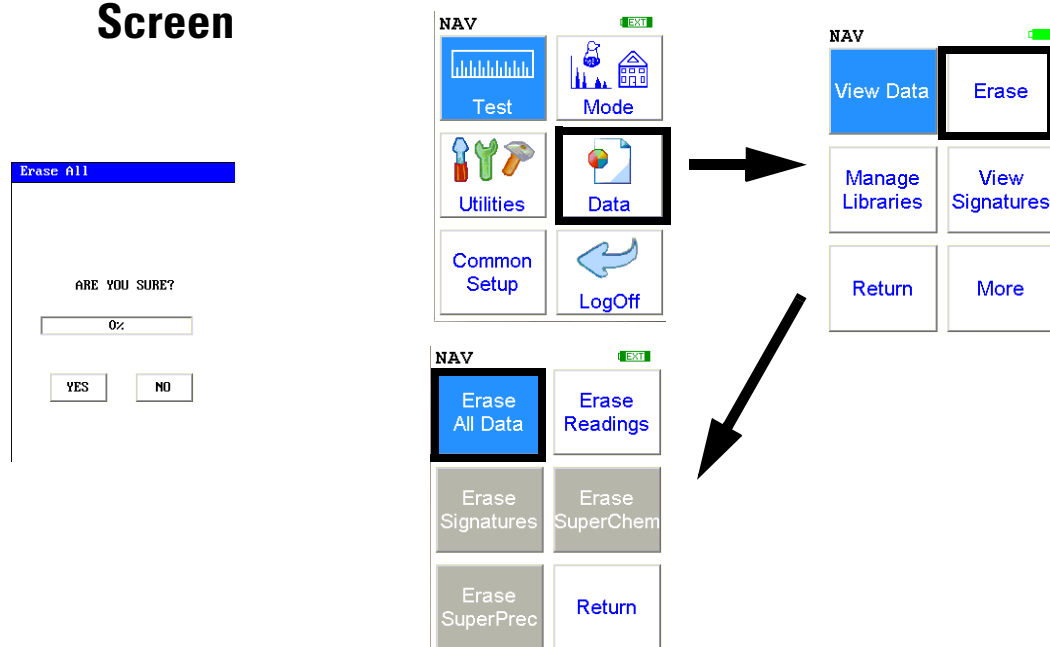 Screen
NAV
EXT
Test
Mode
Utilities
Data
Common
Setup
LogOff
NAV
View Data
Erase
Manage
Libraries
View
Signatures
Return
More
Erase All
ARE YOU SURE?
0%
YES
NO
NAV
EXT
Erase
All Data
Erase
Readings
Erase
Signatures
Erase
SuperChem
Erase
SuperPrec
Return